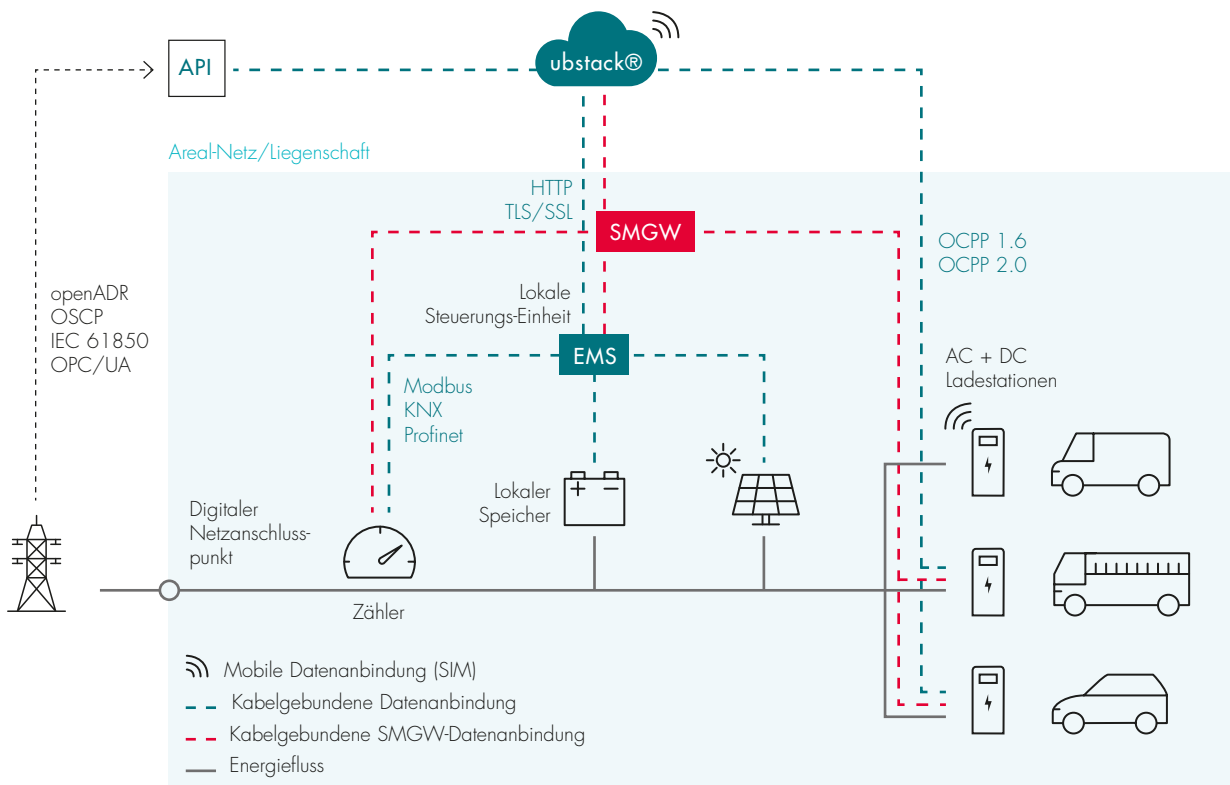 API
ubstack®
Areal-Netz/Liegenschaft
HTTP
TLS/SSL
SMGW
OCPP 1.6
OCPP 2.0
openADR
OSCP
IEC 61850
OPC/UA
Lokale
Steuerungs-Einheit
EMS
AC + DC
Ladestationen
Modbus
KNX
Profinet
Digitaler
Netzanschluss-
punkt
Lokaler
Speicher
Zähler
Mobile Datenanbindung (SIM)
Kabelgebundene Datenanbindung
Kabelgebundene SMGW-Datenanbindung
Energiefluss